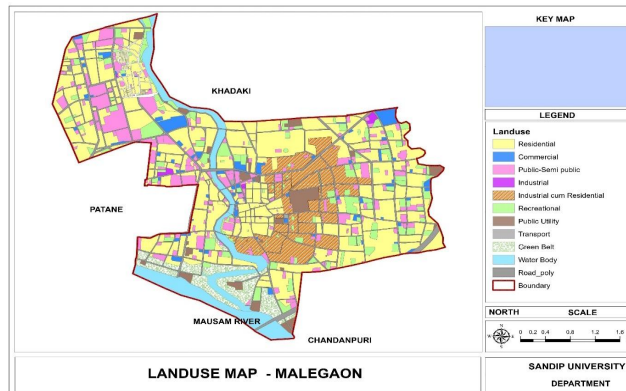 KEY MAP
KHADAKI
LEGEND
Landuse
Residential
Commercial
Public-Semi public
Industrial
Industrial cum Residential
Recreational
Public Utility
Transport
Green Belt
Water Body
Road_poly
Boundary
PATANE
MAUSAM RIVER
CHANDANPURI
NORTH
SCALE
N
0 0.2 0.4 0.8 1.2 1.6
LANDUSE MAP - MALEGAON
SANDIP UNIVERSITY
DEPARTMENT